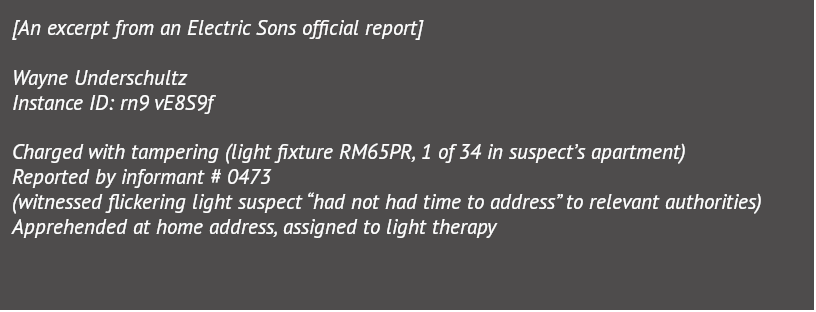 [An excerpt from an Electric Sons official report]
Wayne Underschultz
Instance ID: rn9 vE8S9f
Charged with tampering (light fixture RM65PR, 1 of 34 in suspect’s apartment)
Reported by informant # 0473
(witnessed flickering light suspect “had not had time to address” to relevant authorities)
Apprehended at home address, assigned to light therapy